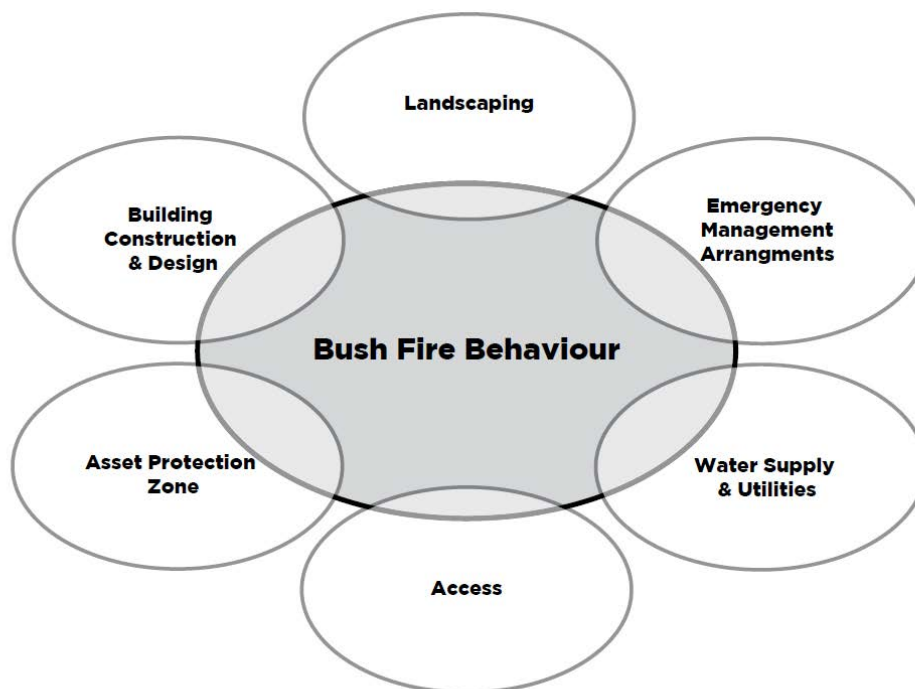 Landscaping
Building
Construction
& Design
Emergency
Management
Arrangments
Bush Fire Behaviour
Asset Protection
Zone
Water Supply
& Utilities
Access